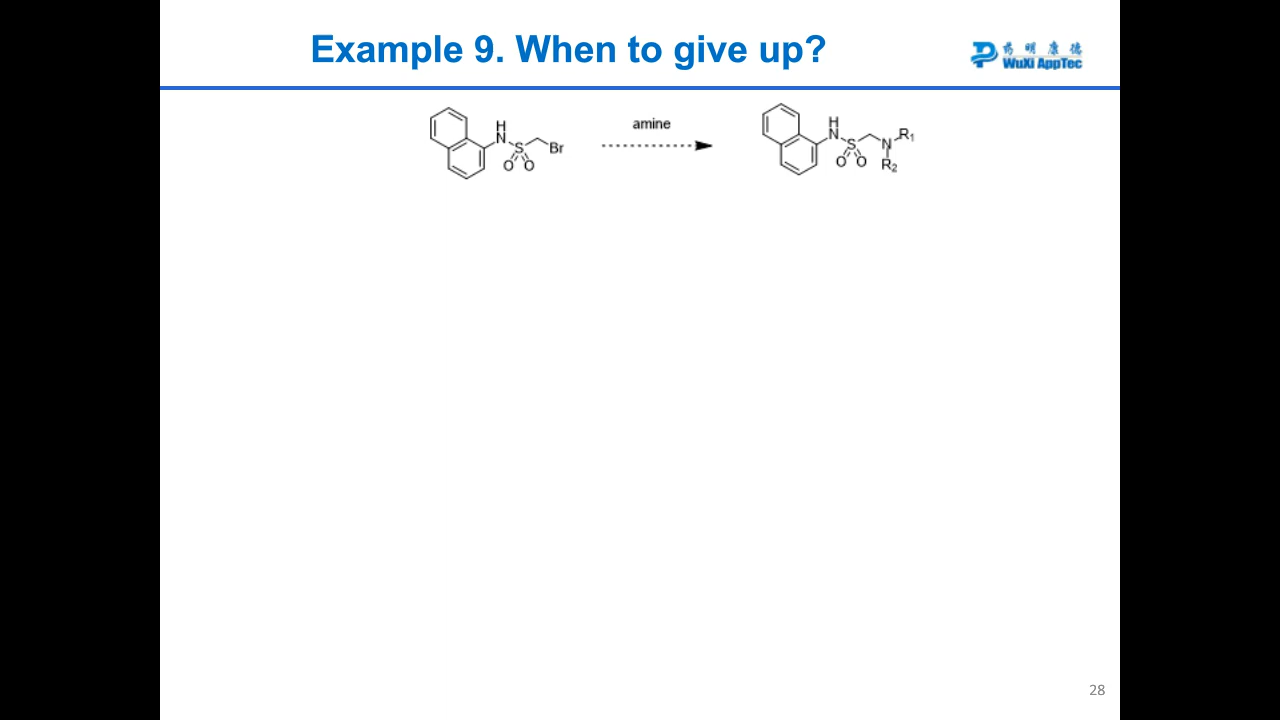 Example 9. When to give up?
药 明 康 德
WuXi AppTec
H
N
S
O O
Br
amine
H
N
S
O O
N
R1
R2
28